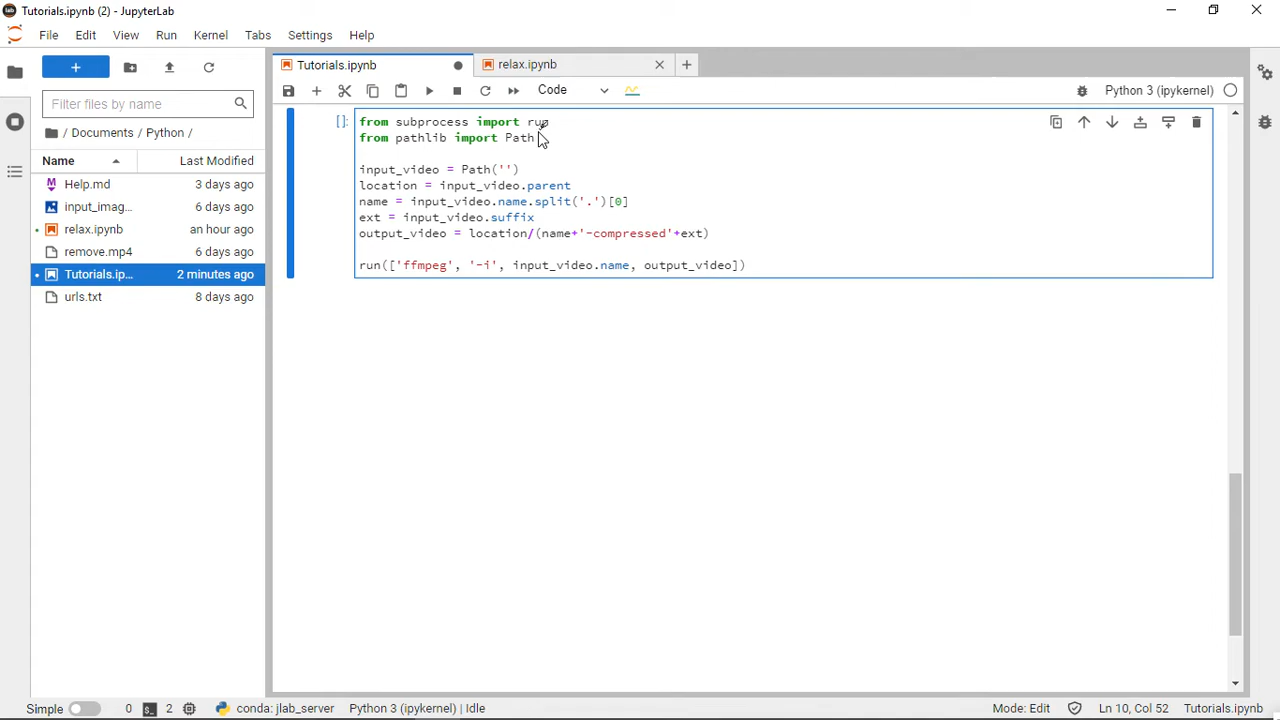 Tutorials.ipynb (2) - JupyterLab
File Edit View Run Kernel Tabs Settings Help
Tutorials.ipynb
relax.ipynb
Filter files by name
/ Documents / Python /
Name Last Modified
Help.md 3 days ago
input_imag... 6 days ago
relax.ipynb an hour ago
remove.mp4 6 days ago
Tutorials.ip... 2 minutes ago
urls.txt 8 days ago
Code
Python 3 (ipykernel)
[]:
from subprocess import run
from pathlib import Path
input_video = Path('')
location = input_video.parent
name = input_video.name.split('.')[0]
ext = input_video.suffix
output_video = location/(name+'-compressed'+ext)
run(['ffmpeg', '-i', input_video.name, output_video])
Simple 0 2 conda: jlab_server Python 3 (ipykernel) | Idle Mode: Edit Ln 10, Col 52 Tutorials.ipynb